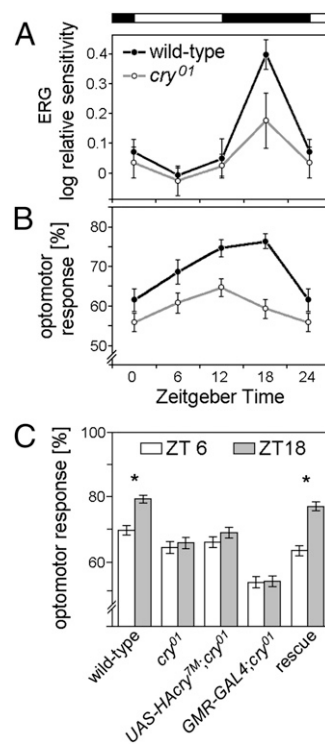 A
wild-type
cry01
ERG
log relative sensitivity
0.4
0.3
0.2
0.1
0
B
optomotor
response [%]
80
70
60
50
0 6 12 18 24
Zeitgeber Time
C
optomotor response [%]
100
80
60
ZT 6 ZT18
*
*
wild-type
cry01
UAS-HAcry7M;cry01
GMR-GAL4;cry01
rescue